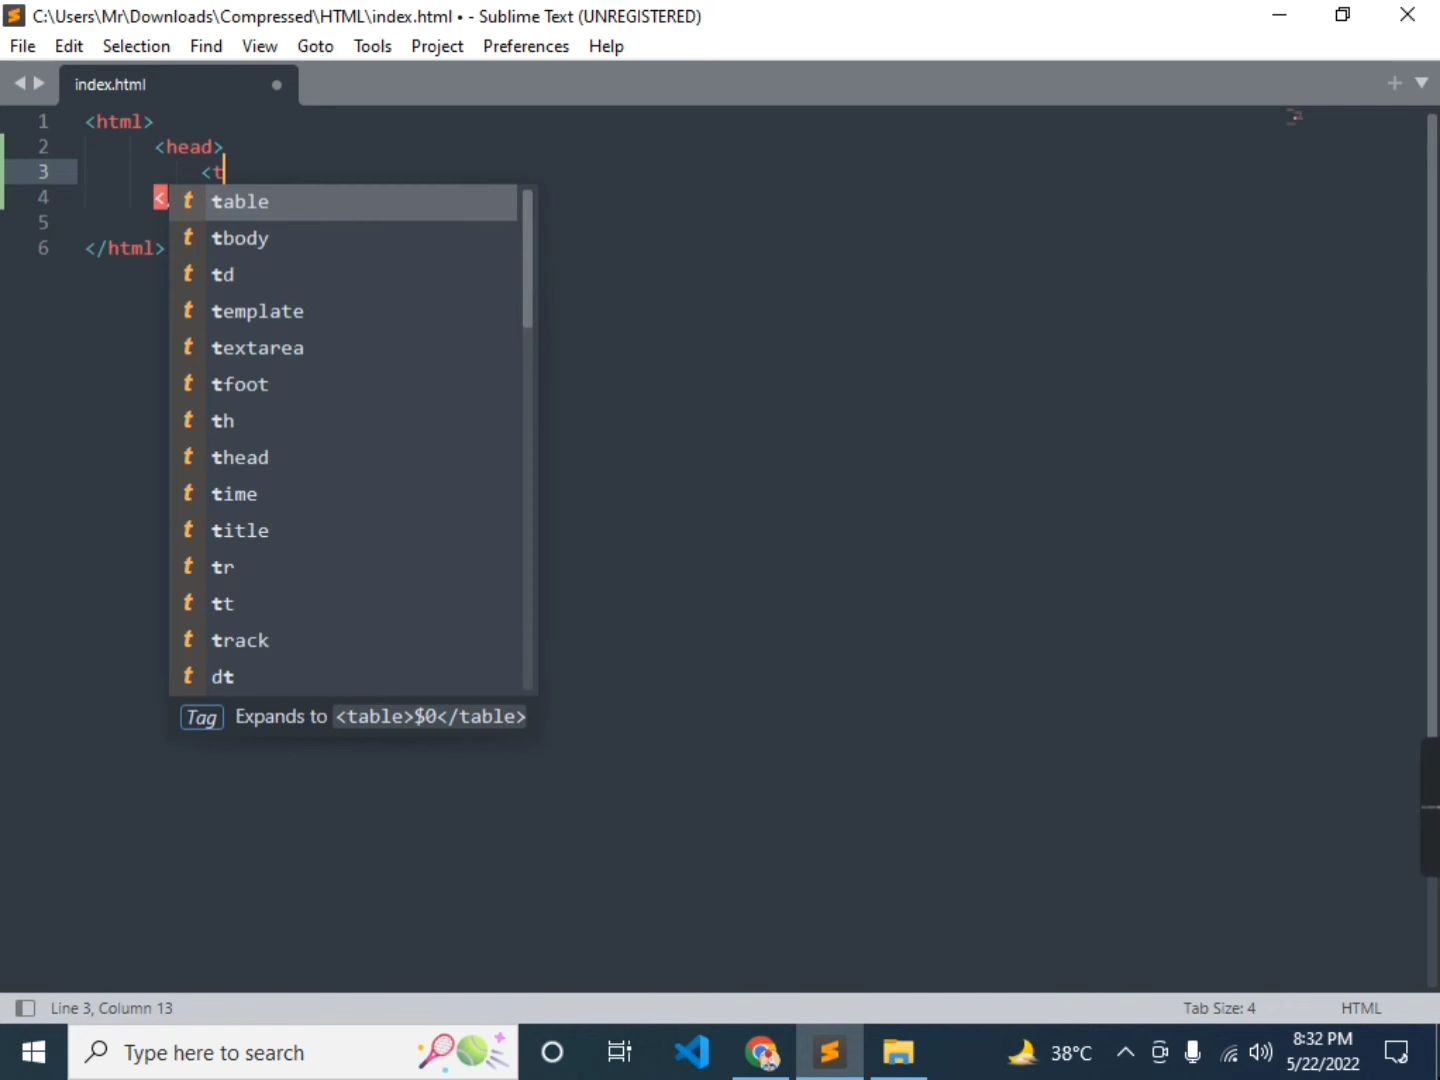 C:\Users\Mr\Downloads\Compressed\HTML\index.html • - Sublime Text (UNREGISTERED)
File Edit Selection Find View Goto Tools Project Preferences Help
index.html
1 <html>
2 <head>
3 <t
4 <
5
6 </html>
t table
t tbody
t td
t template
t textarea
t tfoot
t th
t thead
t time
t title
t tr
t tt
t track
t dt
Tag Expands to <table>$0</table>
Line 3, Column 13 Tab Size: 4 HTML
Type here to search
38°C
8:32 PM
5/22/2022